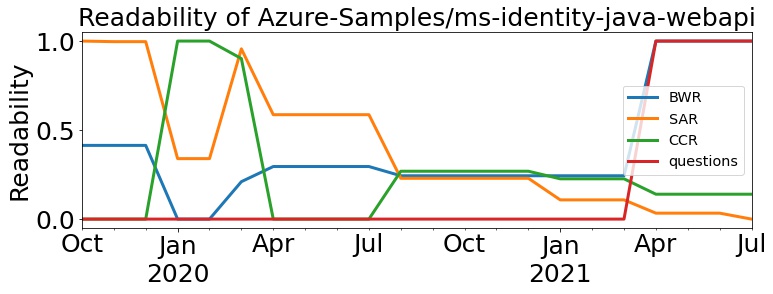 Readability of Azure-Samples/ms-identity-java-webapi
Readability
1.0
0.5
0.0
BWR
SAR
CCR
questions
Oct Jan Apr Jul Oct Jan Apr Jul
2020 2021